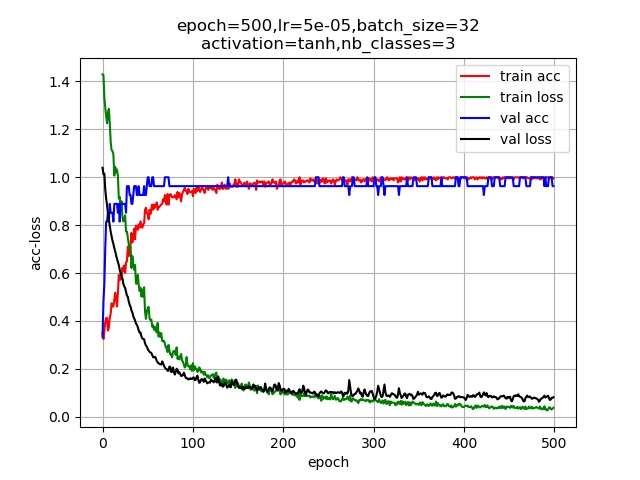 epoch=500,lr=5e-05,batch_size=32
activation=tanh,nb_classes=3
train acc
train loss
val acc
val loss
acc-loss
1.4
1.2
1.0
0.8
0.6
0.4
0.2
0.0
0 100 200 300 400 500
epoch